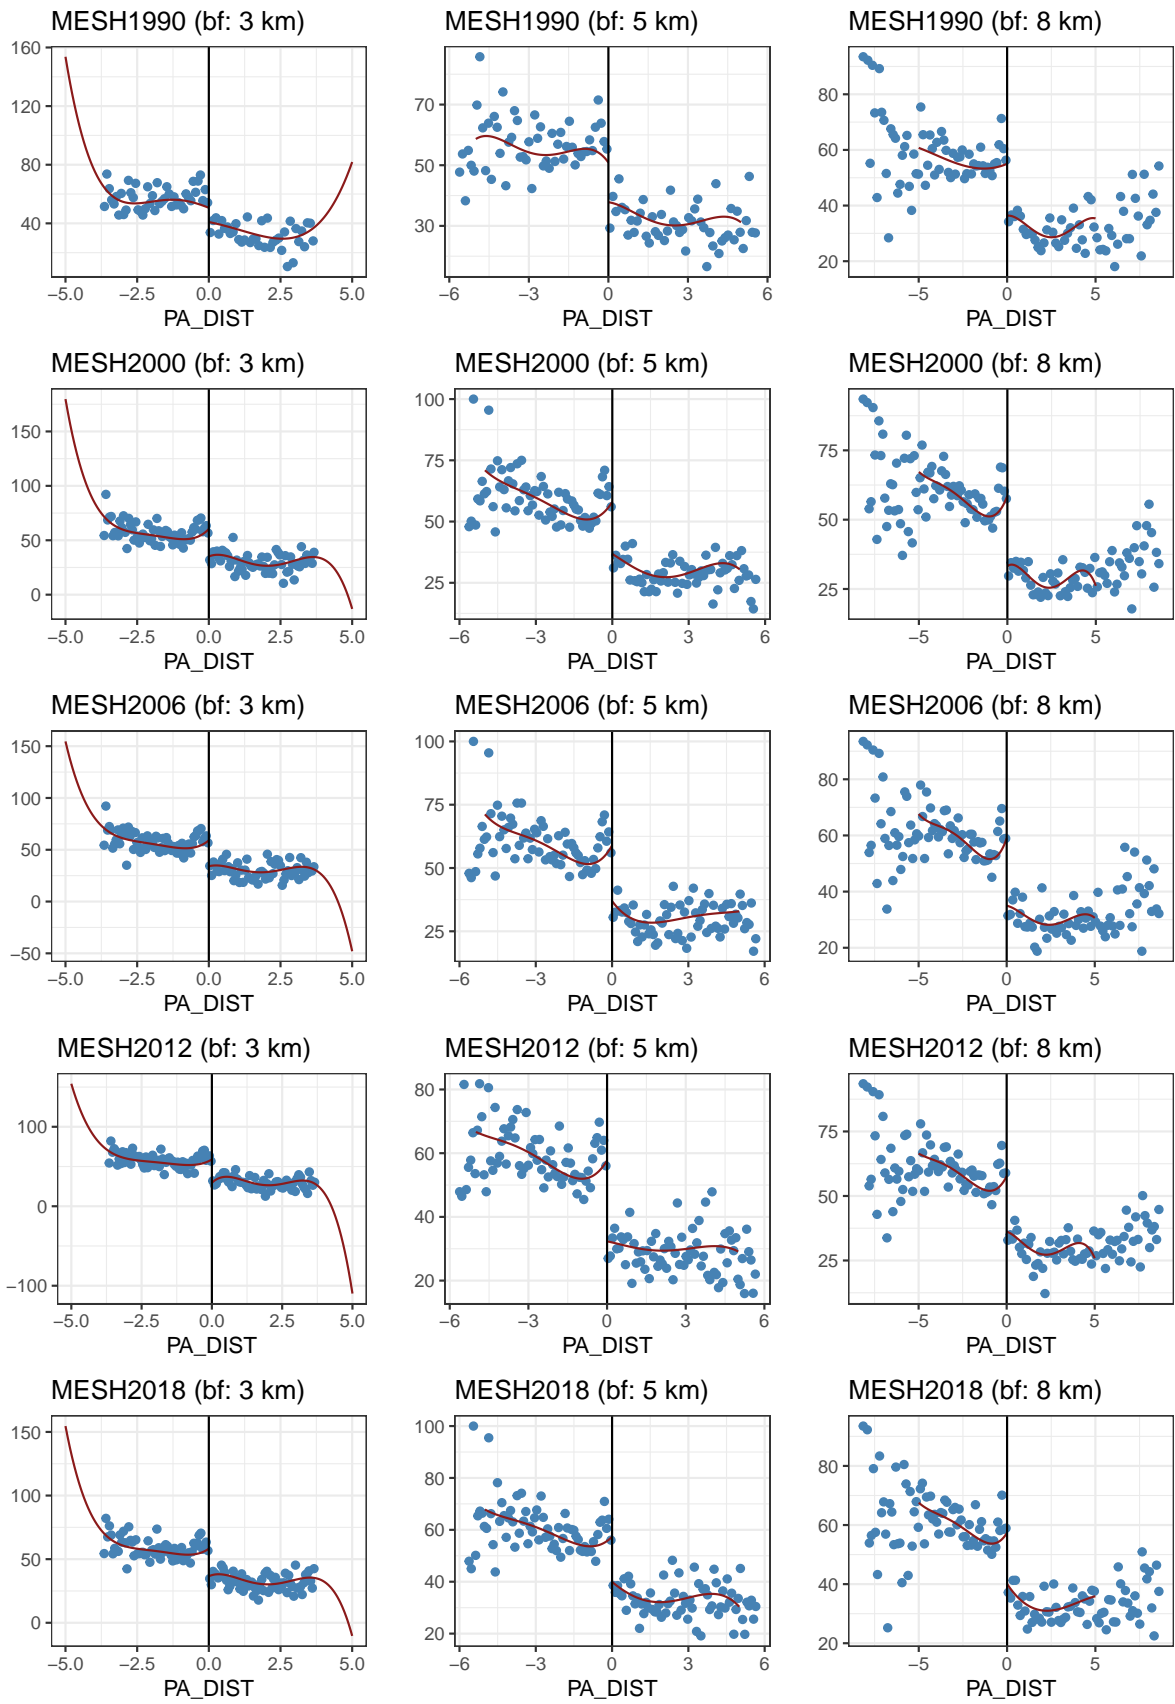 MESH1990 (bf: 3 km) MESH1990 (bf: 5 km) MESH1990 (bf: 8 km)
160
120
80
40
−5.0 −2.5 0.0 2.5 5.0
70
50
30
−6 −3 0 3 6
80
60
40
20
−5 0 5
PA_DIST PA_DIST PA_DIST
MESH2000 (bf: 3 km) MESH2000 (bf: 5 km) MESH2000 (bf: 8 km)
150
100
50
0
−5.0 −2.5 0.0 2.5 5.0
100
75
50
25
−6 −3 0 3 6
75
50
25
−5 0 5
PA_DIST PA_DIST PA_DIST
MESH2006 (bf: 3 km) MESH2006 (bf: 5 km) MESH2006 (bf: 8 km)
150
100
50
0
−50
−5.0 −2.5 0.0 2.5 5.0
100
75
50
25
−6 −3 0 3 6
80
60
40
20
−5 0 5
PA_DIST PA_DIST PA_DIST
MESH2012 (bf: 3 km) MESH2012 (bf: 5 km) MESH2012 (bf: 8 km)
100
0
−100
−5.0 −2.5 0.0 2.5 5.0
80
60
40
20
−6 −3 0 3 6
75
50
25
−5 0 5
PA_DIST PA_DIST PA_DIST
MESH2018 (bf: 3 km) MESH2018 (bf: 5 km) MESH2018 (bf: 8 km)
150
100
50
0
−5.0 −2.5 0.0 2.5 5.0
100
80
60
40
20
−6 −3 0 3 6
80
60
40
20
−5 0 5
PA_DIST PA_DIST PA_DIST